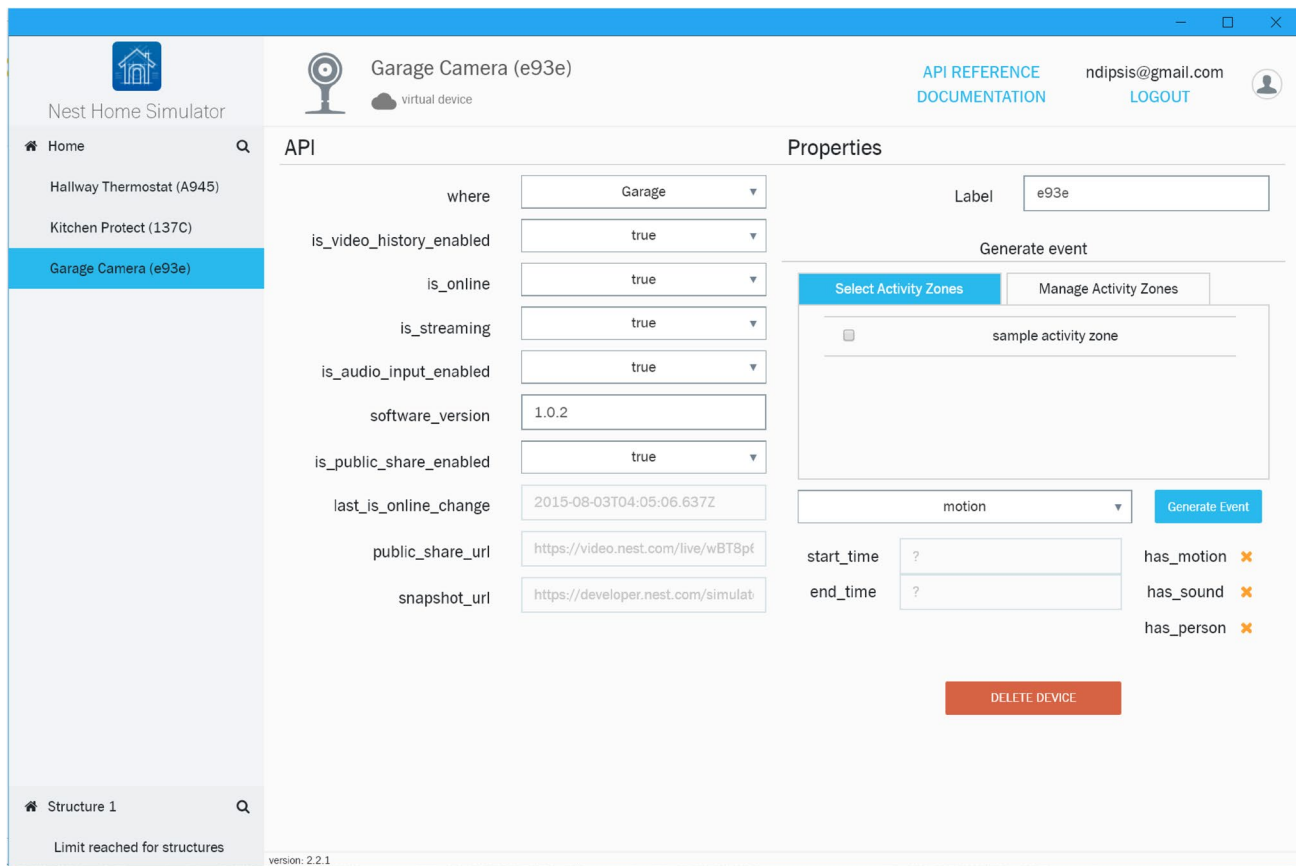 Nest Home Simulator
Garage Camera (e93e)
virtual device
API REFERENCE
DOCUMENTATION
ndipsis@gmail.com
LOGOUT
Home
Hallway Thermostat (A945)
Kitchen Protect (137C)
Garage Camera (e93e)
API
where
Garage
is_video_history_enabled
true
is_online
true
is_streaming
true
is_audio_input_enabled
true
software_version
1.0.2
is_public_share_enabled
true
last_is_online_change
2015-08-03T04:05:06.637Z
public_share_url
https://video.nest.com/live/wBT8p6
snapshot_url
https://developer.nest.com/simulat
Properties
Label
e93e
Generate event
Select Activity Zones
Manage Activity Zones
sample activity zone
motion
Generate Event
start_time
?
has_motion
end_time
?
has_sound
has_person
DELETE DEVICE
Structure 1
Limit reached for structures
version: 2.2.1